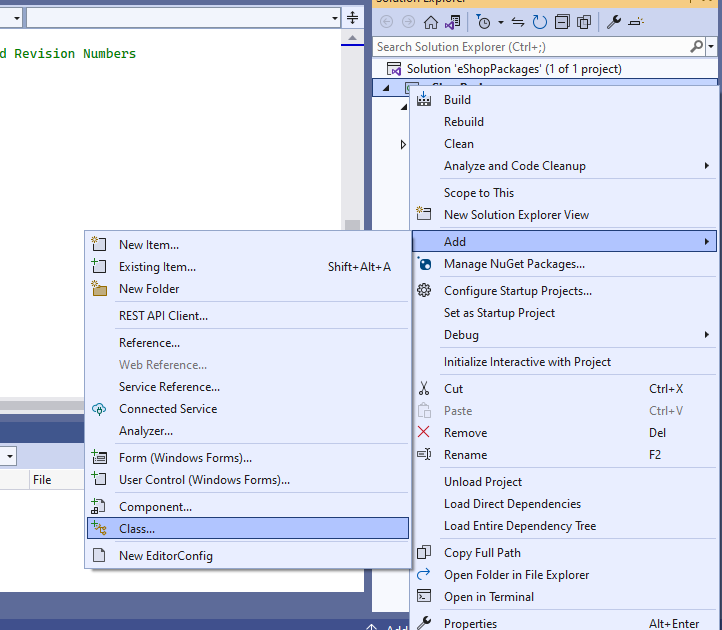 Solution Explorer
d Revision Numbers
Search Solution Explorer (Ctrl+;)
Solution 'eShopPackages' (1 of 1 project)
Build
Rebuild
Clean
Analyze and Code Cleanup
Scope to This
New Solution Explorer View
Add
Manage NuGet Packages...
Configure Startup Projects...
Set as Startup Project
Debug
Initialize Interactive with Project
Cut Ctrl+X
Paste Ctrl+V
Remove Del
Rename F2
Unload Project
Load Direct Dependencies
Load Entire Dependency Tree
Copy Full Path
Open Folder in File Explorer
Open in Terminal
Properties Alt+Enter
New Item...
Existing Item... Shift+Alt+A
New Folder
REST API Client...
Reference...
Web Reference...
Service Reference...
Connected Service
Analyzer...
Form (Windows Forms)...
User Control (Windows Forms)...
Component...
Class...
New EditorConfig
File
Add